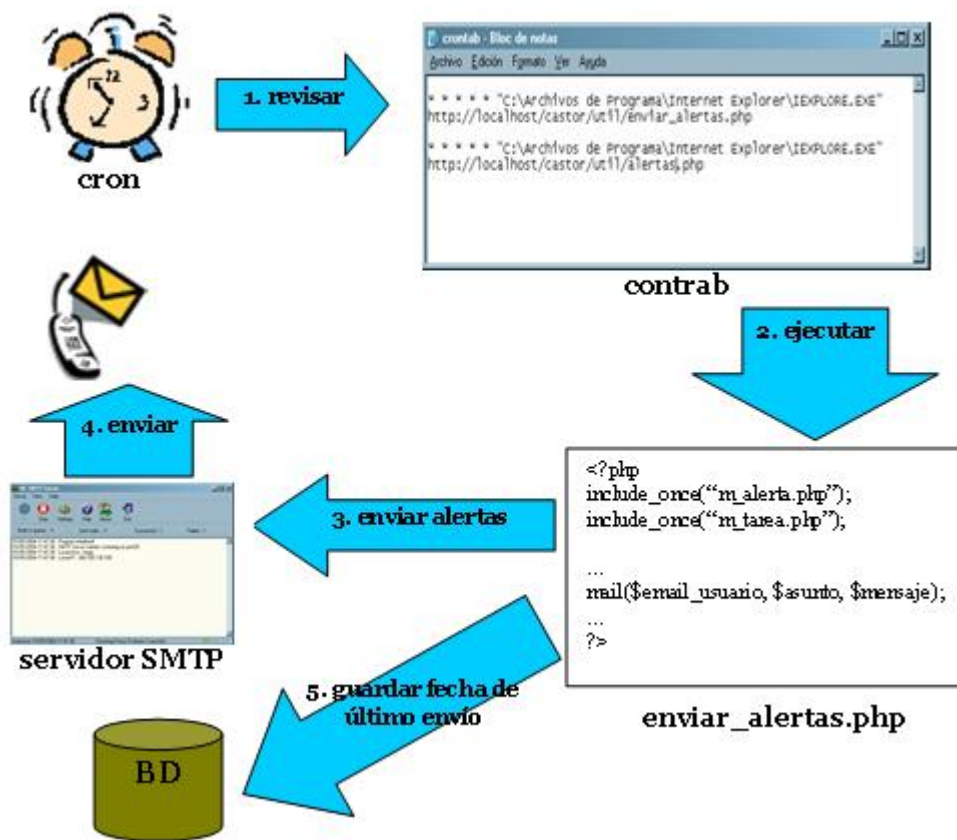 1. revisar
cron
crontab - Bloc de notas
Archivo Edición Formato Ver Ayuda
* * * * * "C:\Archivos de Programa\Internet Explorer\IEXPLORE.EXE"
http://localhost/castor/util/enviar_alertas.php
* * * * * "C:\Archivos de Programa\Internet Explorer\IEXPLORE.EXE"
http://localhost/castor/util/alertas.php
contrab
2. ejecutar
4. enviar
3. enviar alertas
<?php
include_once(“m_alerta.php”);
include_once(“m_tarea.php”);
...
mail($email_usuario, $asunto, $mensaje);
...
?>
servidor SMTP
5. guardar fecha de
último envío
enviar_alertas.php
BD